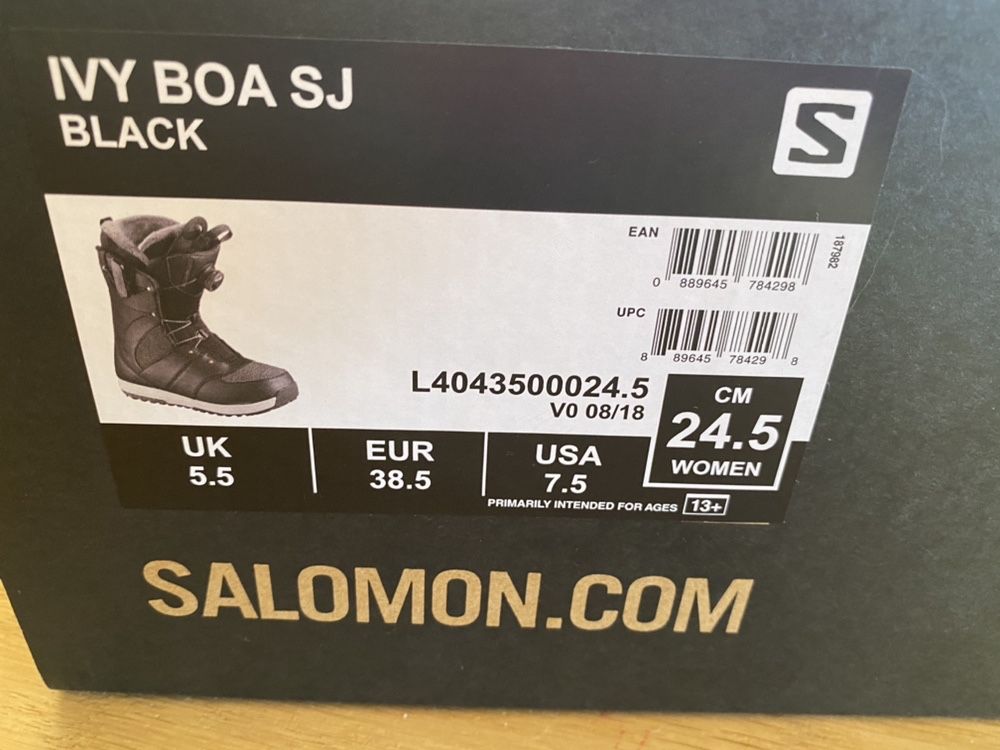 IVY BOA SJ
BLACK
S
EAN
0 889645 784298
187982
UPC
8 89645 78429 8
L4043500024.5
V0 08/18
CM
24.5
WOMEN
UK
5.5
EUR
38.5
USA
7.5
PRIMARILY INTENDED FOR AGES 13+
SALOMON.COM